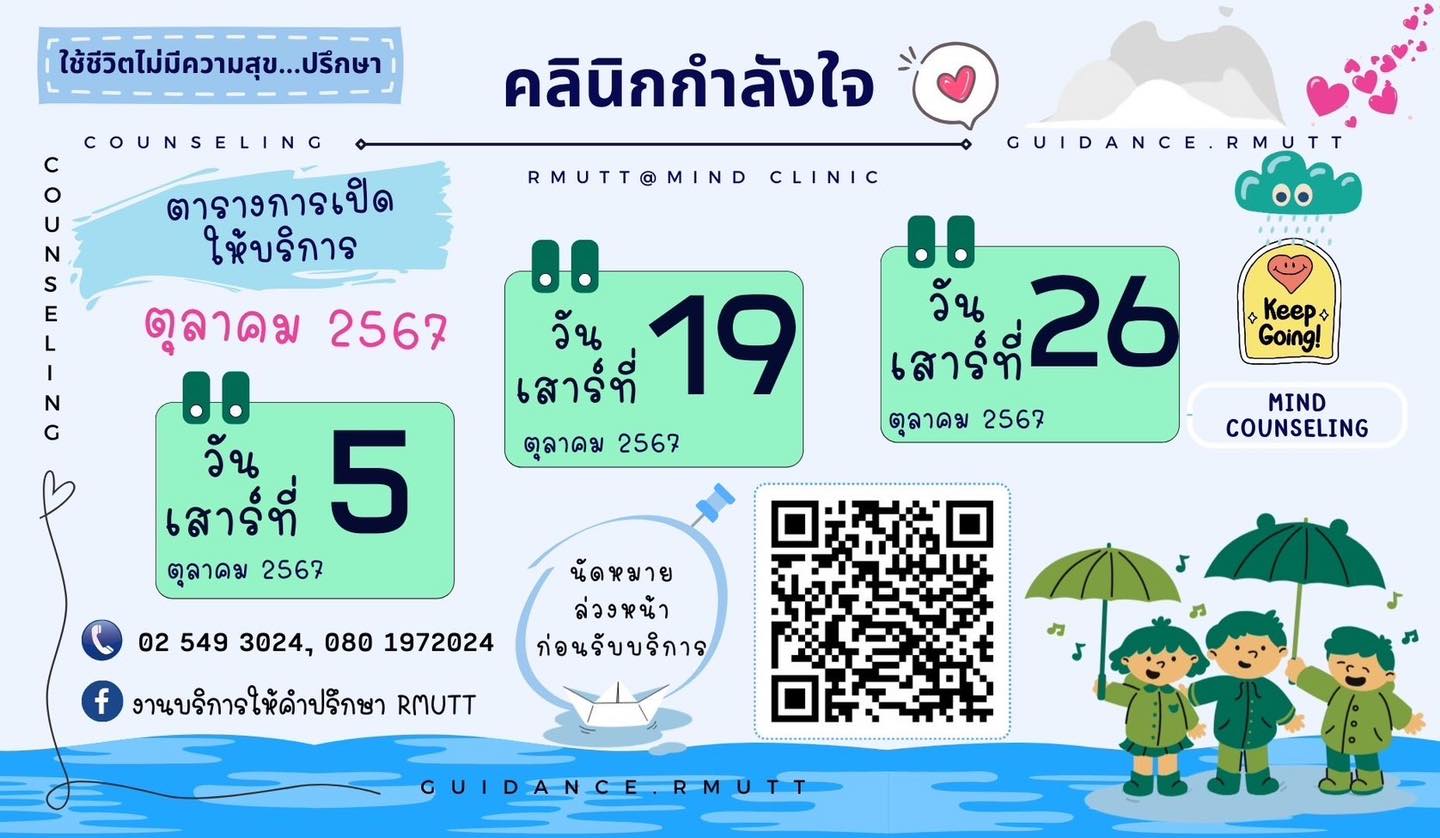 ใช้ชีวิตไม่มีความสุข...ปรึกษา
คลินิกกำลังใจ
COUNSELING
GUIDANCE.RMUTT
RMUTT@MIND CLINIC
COUNSELING
ตารางการเปิด
ให้บริการ
ตุลาคม 2567
วัน
เสาร์ที่ 5
ตุลาคม 2567
วัน
เสาร์ที่ 19
ตุลาคม 2567
วัน
เสาร์ที่ 26
ตุลาคม 2567
Keep
Going!
MIND
COUNSELING
นัดหมาย
ล่วงหน้า
ก่อนรับบริการ
02 549 3024, 080 1972024
งานบริการให้คำปรึกษา RMUTT
GUIDANCE.RMUTT